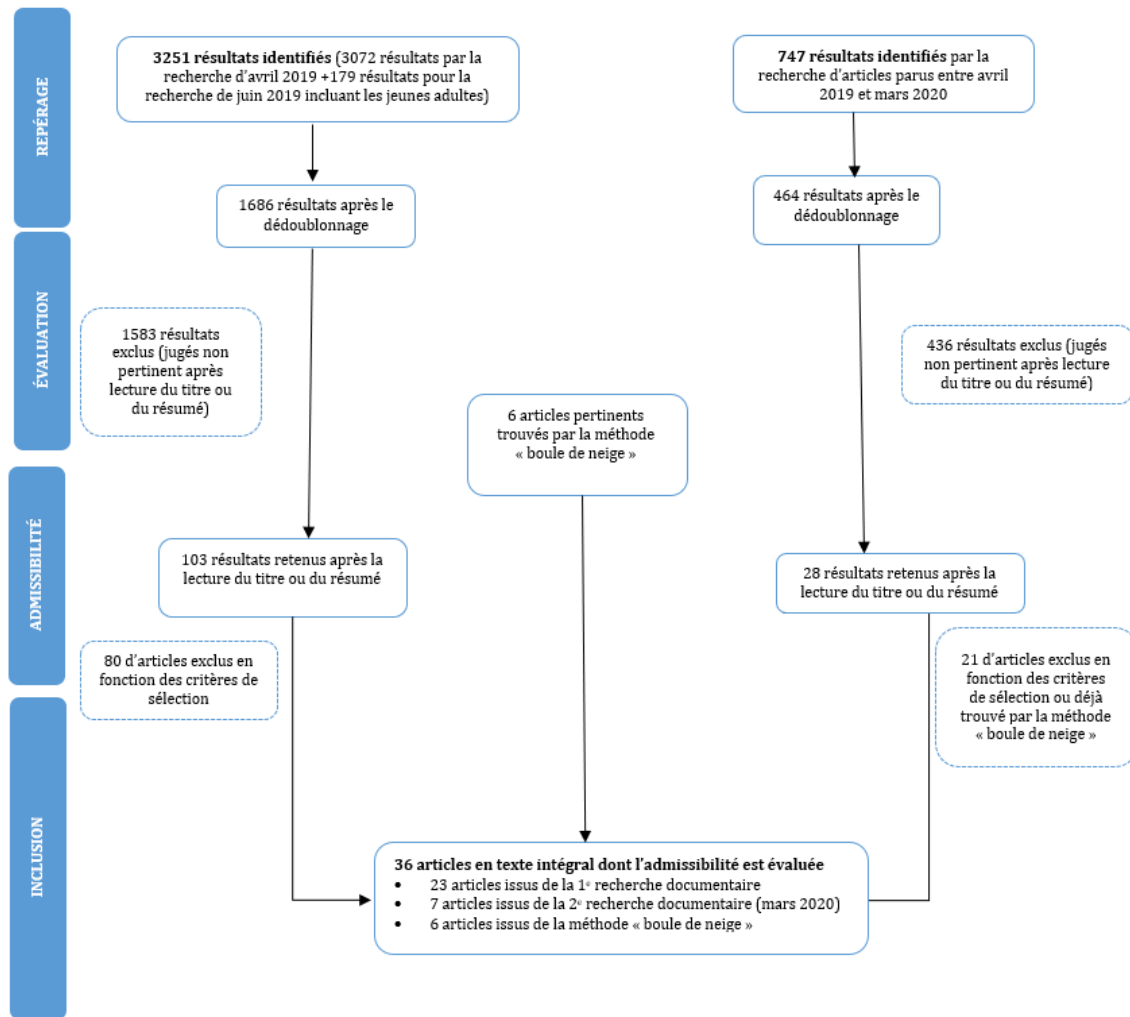 REPÉRAGE
3251 résultats identifiés (3072 résultats par la
recherche d'avril 2019 +179 résultats pour la
recherche de juin 2019 incluant les jeunes adultes)
747 résultats identifiés par la
recherche d'articles parus entre avril
2019 et mars 2020
1686 résultats après le
dédoublonnage
464 résultats après le
dédoublonnage
ÉVALUATION
1583 résultats
exclus (jugés non
pertinent après
lecture du titre ou
du résumé)
436 résultats exclus (jugés
non pertinent après lecture
du titre ou du résumé)
6 articles pertinents
trouvés par la méthode
« boule de neige »
ADMISSIBILITÉ
103 résultats retenus après la
lecture du titre ou du résumé
28 résultats retenus après la
lecture du titre ou du résumé
80 d'articles exclus en
fonction des critères de
sélection
21 d'articles exclus en
fonction des critères
de sélection ou déjà
trouvé par la méthode
« boule de neige »
INCLUSION
36 articles en texte intégral dont l'admissibilité est évaluée
• 23 articles issus de la 1e recherche documentaire
• 7 articles issus de la 2e recherche documentaire (mars 2020)
• 6 articles issus de la méthode « boule de neige »